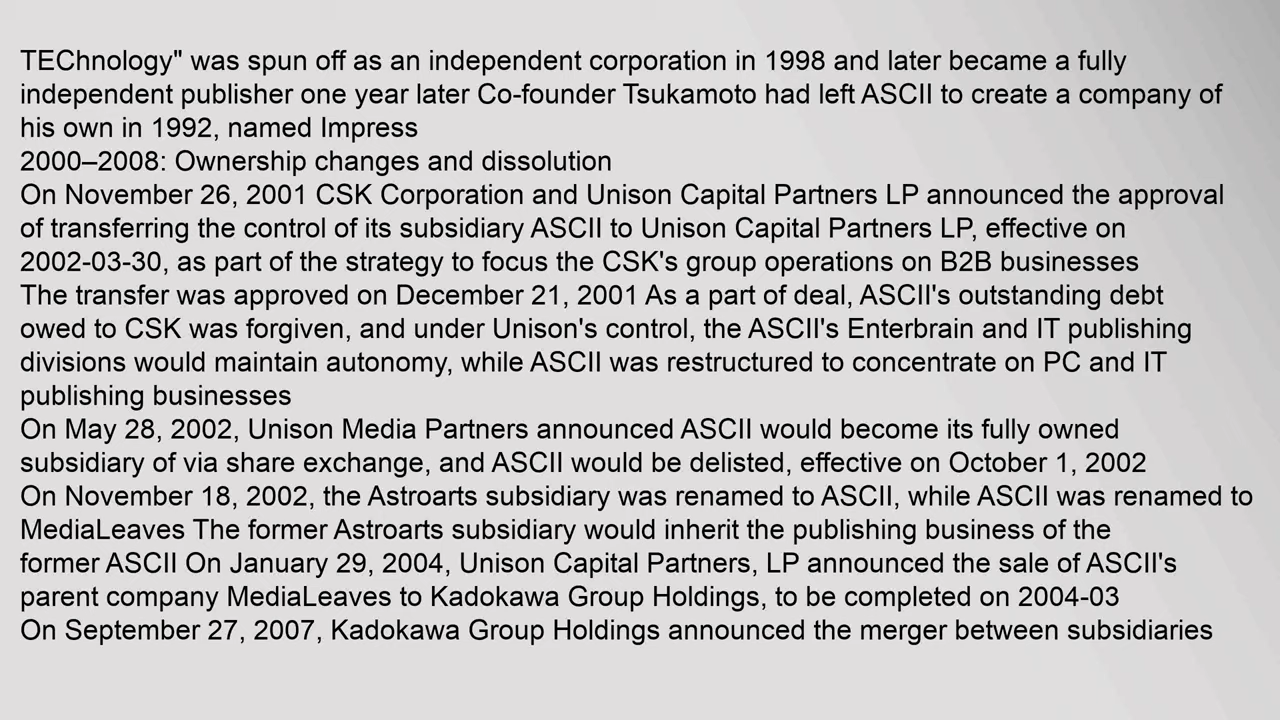 TEChnology" was spun off as an independent corporation in 1998 and later became a fully
independent publisher one year later Co-founder Tsukamoto had left ASCII to create a company of
his own in 1992, named Impress
2000–2008: Ownership changes and dissolution
On November 26, 2001 CSK Corporation and Unison Capital Partners LP announced the approval
of transferring the control of its subsidiary ASCII to Unison Capital Partners LP, effective on
2002-03-30, as part of the strategy to focus the CSK's group operations on B2B businesses
The transfer was approved on December 21, 2001 As a part of deal, ASCII's outstanding debt
owed to CSK was forgiven, and under Unison's control, the ASCII's Enterbrain and IT publishing
divisions would maintain autonomy, while ASCII was restructured to concentrate on PC and IT
publishing businesses
On May 28, 2002, Unison Media Partners announced ASCII would become its fully owned
subsidiary of via share exchange, and ASCII would be delisted, effective on October 1, 2002
On November 18, 2002, the Astroarts subsidiary was renamed to ASCII, while ASCII was renamed to
MediaLeaves The former Astroarts subsidiary would inherit the publishing business of the
former ASCII On January 29, 2004, Unison Capital Partners, LP announced the sale of ASCII's
parent company MediaLeaves to Kadokawa Group Holdings, to be completed on 2004-03
On September 27, 2007, Kadokawa Group Holdings announced the merger between subsidiaries